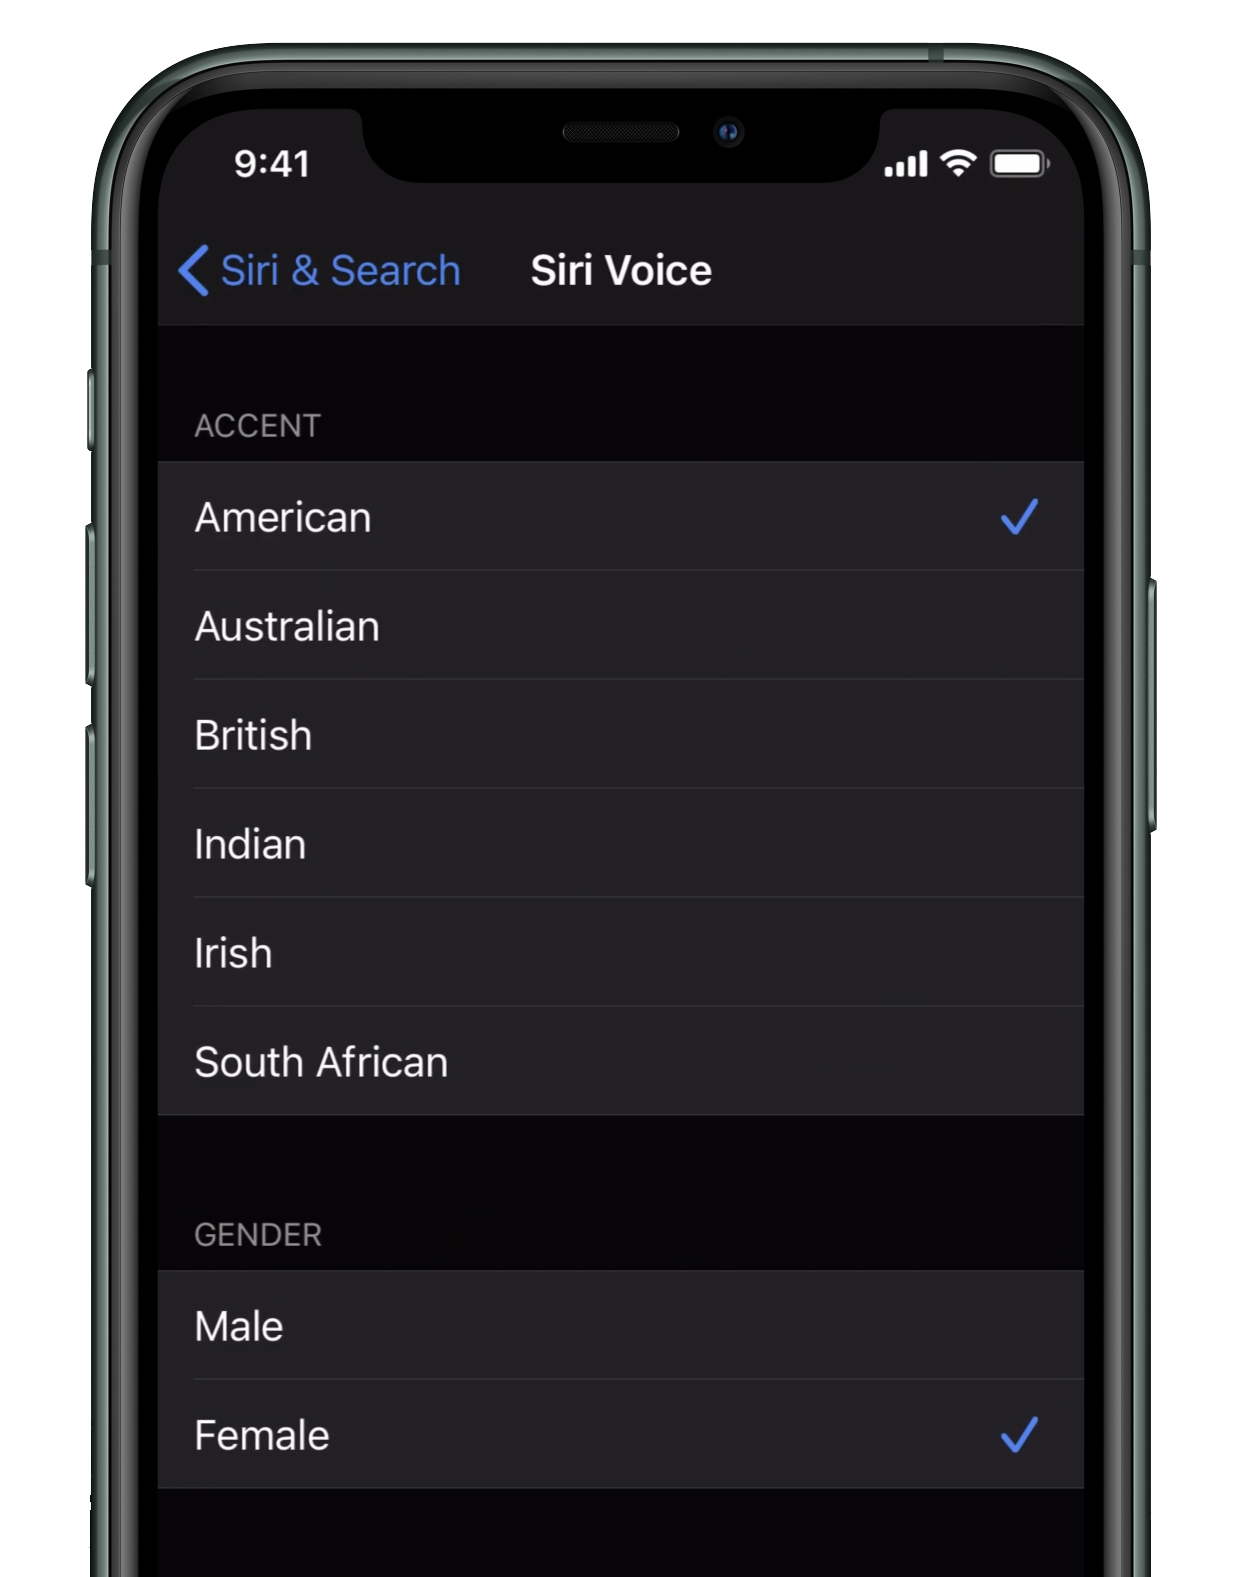 9:41
Siri & Search
Siri Voice
ACCENT
American
Australian
British
Indian
Irish
South African
GENDER
Male
Female